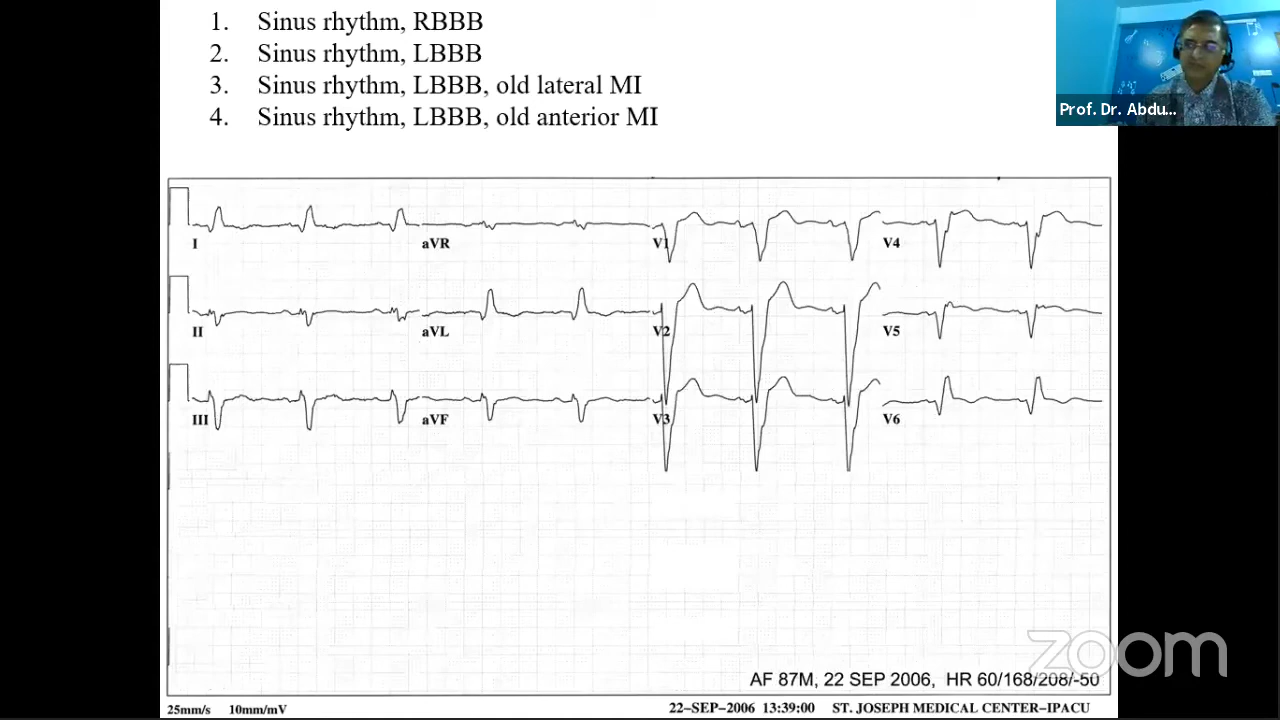 1. Sinus rhythm, RBBB
2. Sinus rhythm, LBBB
3. Sinus rhythm, LBBB, old lateral MI
4. Sinus rhythm, LBBB, old anterior MI
Prof. Dr. Abdu...
I aVR V1 V4
II aVL V2 V5
III aVF V3 V6
zoom
AF 87M, 22 SEP 2006, HR 60/168/208/-50
25mm/s 10mm/mV 22-SEP-2006 13:39:00 ST. JOSEPH MEDICAL CENTER-IPACU